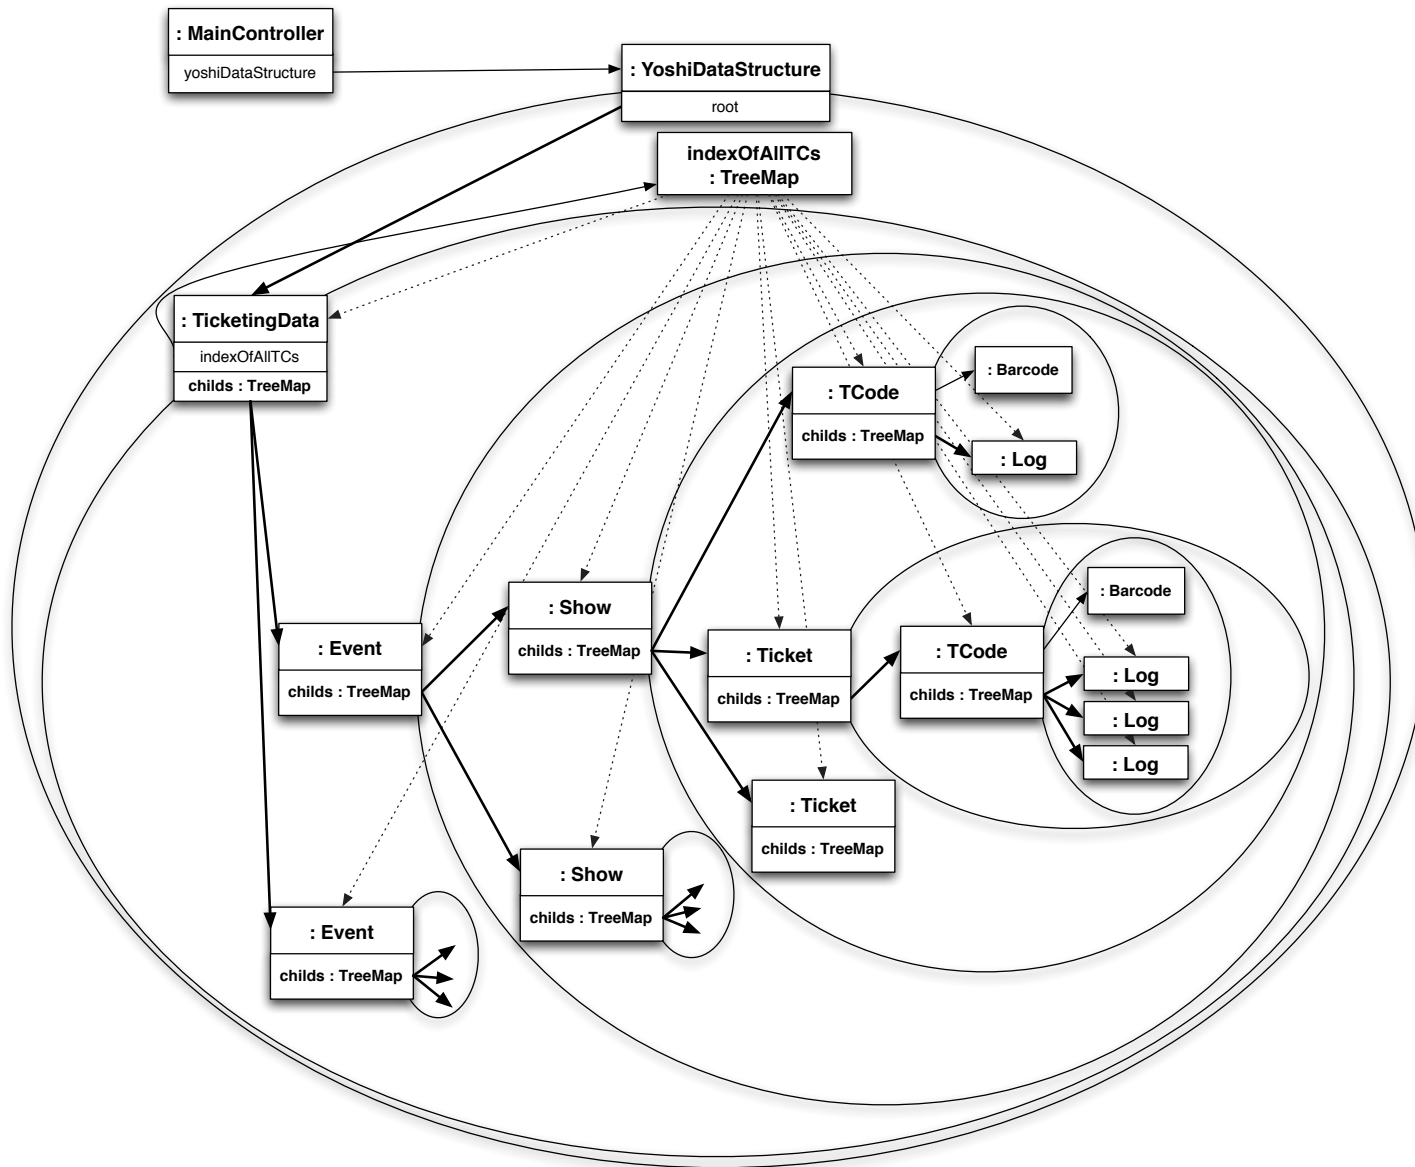 : MainController
yoshiDataStructure
: YoshiDataStructure
root
indexOfAllTCs
: TreeMap
: TicketingData
indexOfAllTCs
childs : TreeMap
: TCode
childs : TreeMap
: Barcode
: Log
: Event
childs : TreeMap
: Show
childs : TreeMap
: Ticket
childs : TreeMap
: TCode
childs : TreeMap
: Barcode
: Log
: Log
: Log
: Ticket
childs : TreeMap
: Show
childs : TreeMap
: Event
childs : TreeMap